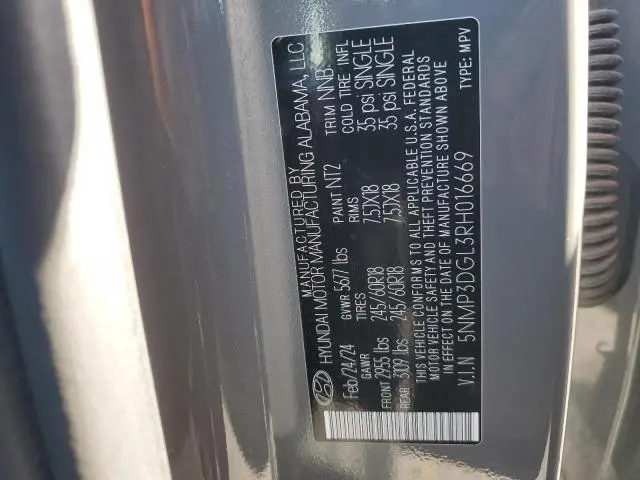 MANUFACTURED BY
HYUNDAI MOTOR MANUFACTURING ALABAMA, LLC
Feb/24/24 GVWR 5677 lbs PAINT NT2 TRIM NNB
GAWR TIRES RIMS COLD TIRE INFL
FRONT 2955 lbs 245/60R18 7.5JX18 35 psi SINGLE
REAR 3109 lbs 245/60R18 7.5JX18 35 psi SINGLE
THIS VEHICLE CONFORMS TO ALL APPLICABLE U.S.A. FEDERAL
MOTOR VEHICLE SAFETY AND THEFT PREVENTION STANDARDS
IN EFFECT ON THE DATE OF MANUFACTURE SHOWN ABOVE
V.I.N 5NMP3DGL3RH016669 TYPE: MPV